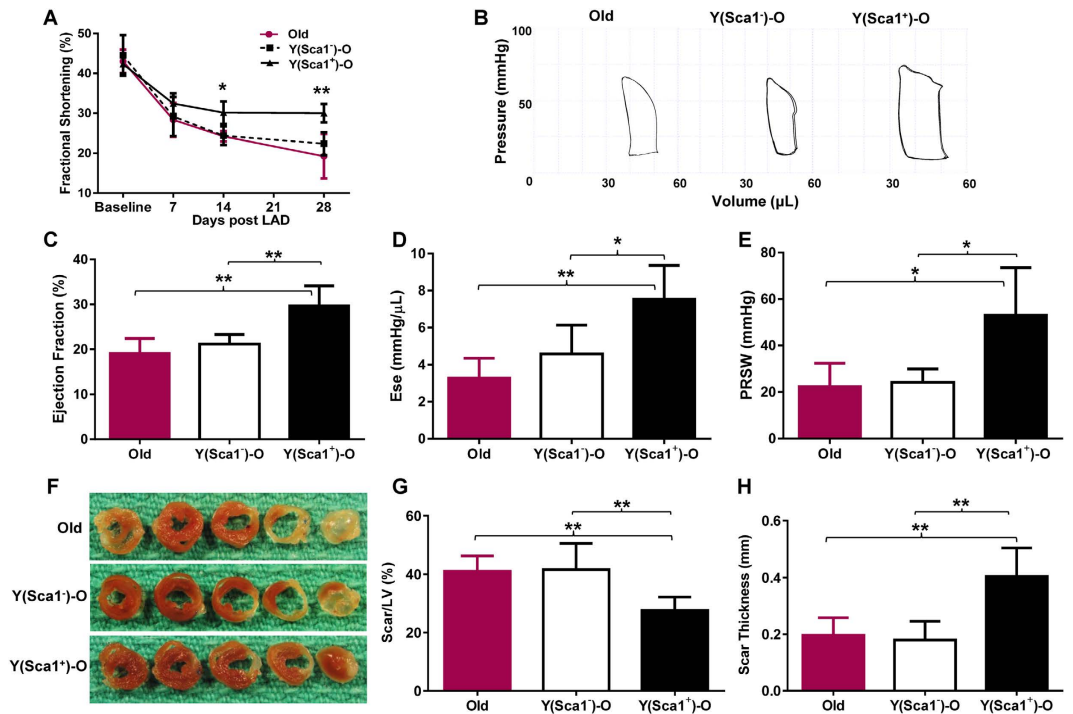 A
Fractional Shortening (%)
50
40
30
20
10
Old
Y(Sca1⁻)-O
Y(Sca1⁺)-O
*
**
Baseline 7 14 21 28
Days post LAD
B
Old Y(Sca1⁻)-O Y(Sca1⁺)-O
Pressure (mmHg)
100
50
0
0 30 60 30 60 30 60
Volume (µL)
C
Ejection Fraction (%)
40
30
20
10
0
**
**
Old Y(Sca1⁻)-O Y(Sca1⁺)-O
D
Ese (mmHg/µL)
10
8
6
4
2
0
*
**
Old Y(Sca1⁻)-O Y(Sca1⁺)-O
E
PRSW (mmHg)
80
60
40
20
0
*
*
Old Y(Sca1⁻)-O Y(Sca1⁺)-O
F
Old
Y(Sca1⁻)-O
Y(Sca1⁺)-O
G
Scar/LV (%)
60
40
20
0
**
**
Old Y(Sca1⁻)-O Y(Sca1⁺)-O
H
Scar Thickness (mm)
0.6
0.4
0.2
0.0
**
**
Old Y(Sca1⁻)-O Y(Sca1⁺)-O